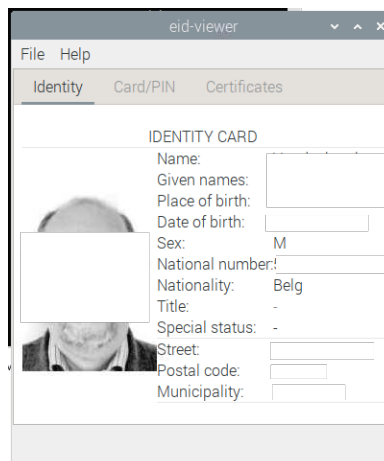 eid-viewer
File Help
Identity Card/PIN Certificates
IDENTITY CARD
Name:
Given names:
Place of birth:
Date of birth:
Sex: M
National number:
Nationality: Belg
Title: -
Special status: -
Street:
Postal code:
Municipality: